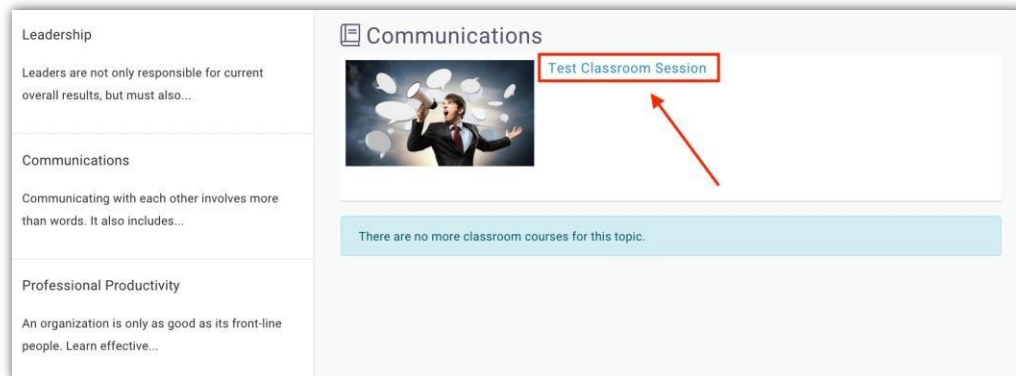 Leadership
Leaders are not only responsible for current
overall results, but must also...
Communications
Communicating with each other involves more
than words. It also includes...
Professional Productivity
An organization is only as good as its front-line
people. Learn effective...
Communications
Test Classroom Session
There are no more classroom courses for this topic.